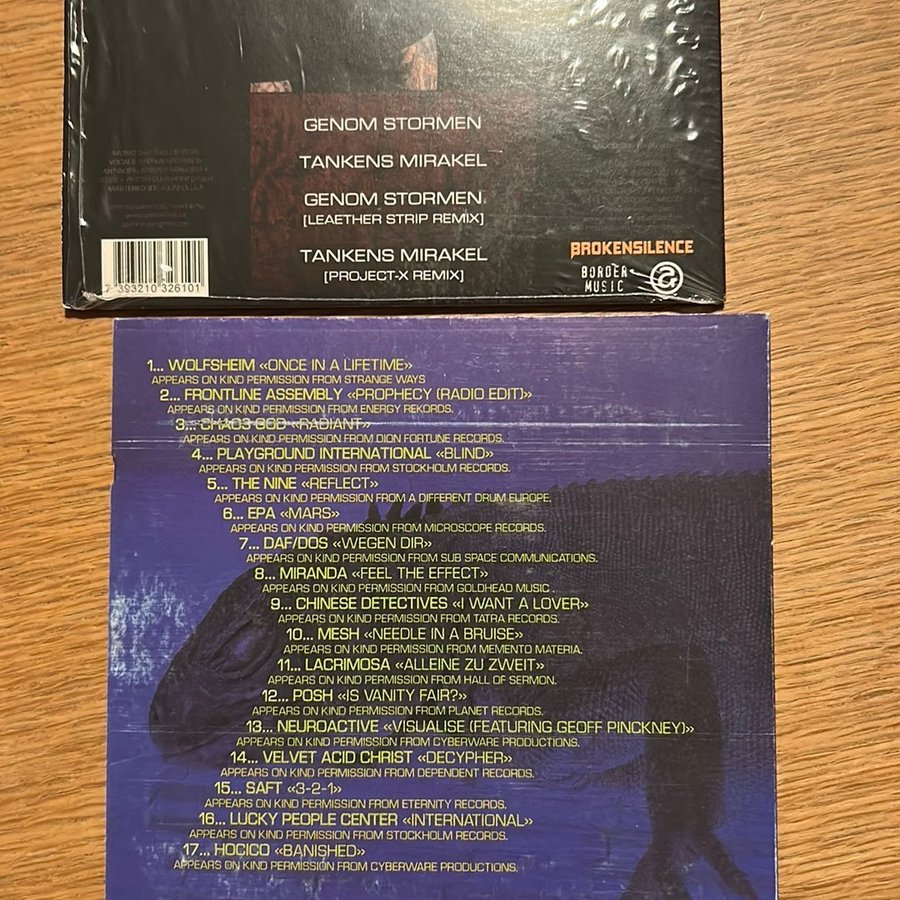 GENOM STORMEN
TANKENS MIRAKEL
GENOM STORMEN
[LEAETHER STRIP REMIX]
TANKENS MIRAKEL
[PROJECT-X REMIX]
7 393210 326101
BROKENSILENCE
BORDER
MUSIC
1... WOLFSHEIM «ONCE IN A LIFETIME»
APPEARS ON KIND PERMISSION FROM STRANGE WAYS
2... FRONTLINE ASSEMBLY «PROPHECY (RADIO EDIT)»
APPEARS ON KIND PERMISSION FROM ENERGY REKORDS.
3... CHAO3 GOD «RADIANT»
APPEARS ON KIND PERMISSION FROM DION FORTUNE RECORDS.
4... PLAYGROUND INTERNATIONAL «BLIND»
APPEARS ON KIND PERMISSION FROM STOCKHOLM RECORDS.
5... THE NINE «REFLECT»
APPEARS ON KIND PERMISSION FROM A DIFFERENT DRUM EUROPE.
6... EPA «MARS»
APPEARS ON KIND PERMISSION FROM MICROSCOPE RECORDS.
7... DAF/DOS «WEGEN DIR»
APPEARS ON KIND PERMISSION FROM SUB SPACE COMMUNICATIONS.
8... MIRANDA «FEEL THE EFFECT»
APPEARS ON KIND PERMISSION FROM GOLDHEAD MUSIC .
9... CHINESE DETECTIVES «I WANT A LOVER»
APPEARS ON KIND PERMISSION FROM TATRA RECORDS.
10... MESH «NEEDLE IN A BRUISE»
APPEARS ON KIND PERMISSION FROM MEMENTO MATERIA.
11... LACRIMOSA «ALLEINE ZU ZWEIT»
APPEARS ON KIND PERMISSION FROM HALL OF SERMON.
12... POSH «IS VANITY FAIR?»
APPEARS ON KIND PERMISSION FROM PLANET RECORDS.
13... NEUROACTIVE «VISUALISE (FEATURING GEOFF PINCKNEY)»
APPEARS ON KIND PERMISSION FROM CYBERWARE PRODUCTIONS.
14... VELVET ACID CHRIST «DECYPHER»
APPEARS ON KIND PERMISSION FROM DEPENDENT RECORDS.
15... SAFT «3-2-1»
APPEARS ON KIND PERMISSION FROM ETERNITY RECORDS.
16... LUCKY PEOPLE CENTER «INTERNATIONAL»
APPEARS ON KIND PERMISSION FROM STOCKHOLM RECORDS.
17... HOCICO «BANISHED»
APPEARS ON KIND PERMISSION FROM CYBERWARE PRODUCTIONS.